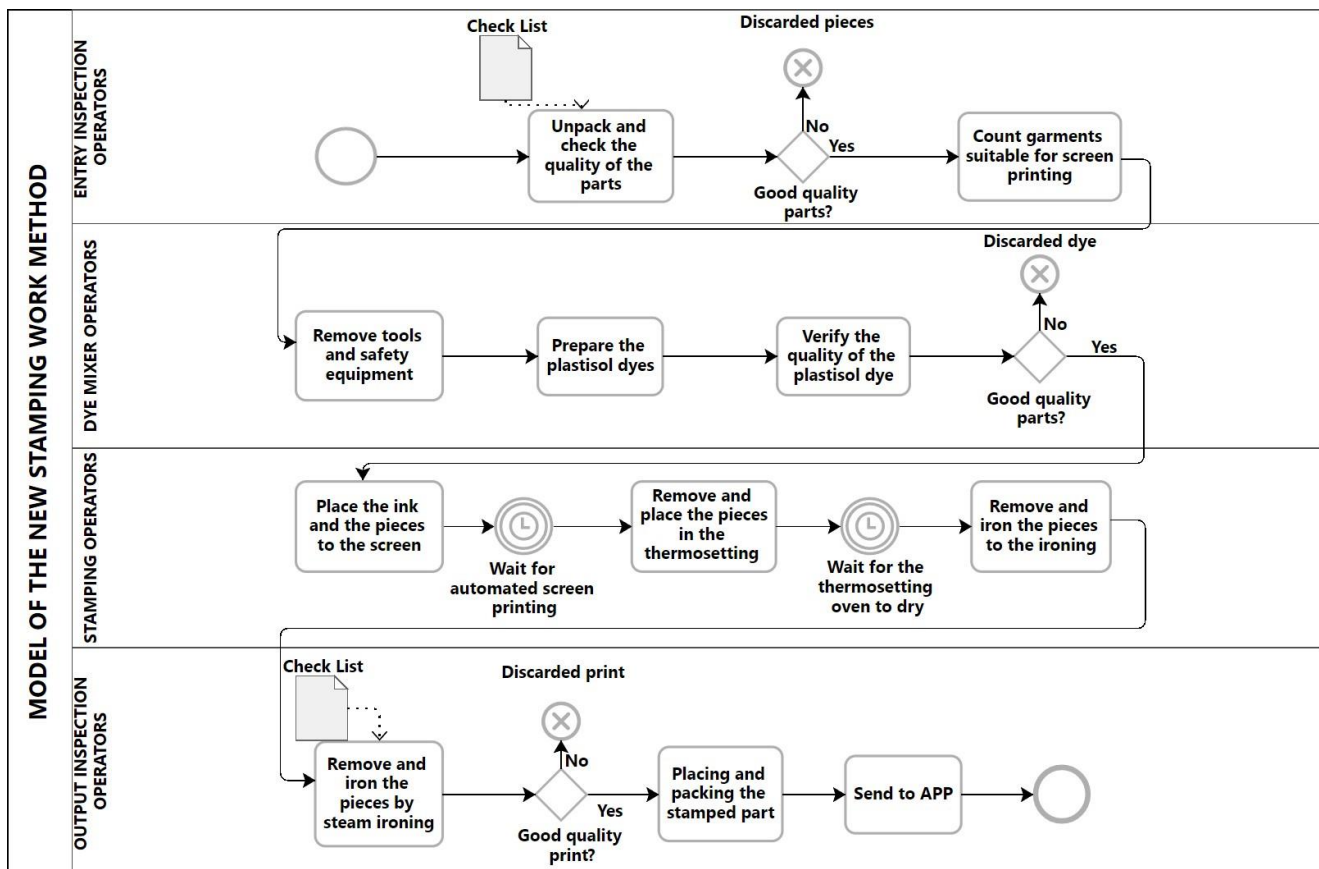 MODEL OF THE NEW STAMPING WORK METHOD
ENTRY INSPECTION
OPERATORS
Check List
Unpack and
check the
quality of the
parts
Discarded pieces
No
Yes
Good quality
parts?
Count garments
suitable for screen
printing
DYE MIXER OPERATORS
Remove tools
and safety
equipment
Prepare the
plastisol dyes
Verify the
quality of the
plastisol dye
Discarded dye
No
Yes
Good quality
parts?
STAMPING OPERATORS
Place the ink
and the pieces
to the screen
Wait for
automated screen
printing
Remove and
place the pieces
in the
thermosetting
Wait for the
thermosetting
oven to dry
Remove and
iron the pieces
to the ironing
OUTPUT INSPECTION
OPERATORS
Check List
Remove and
iron the
pieces by
steam ironing
Discarded print
No
Yes
Good quality
print?
Placing and
packing the
stamped part
Send to APP